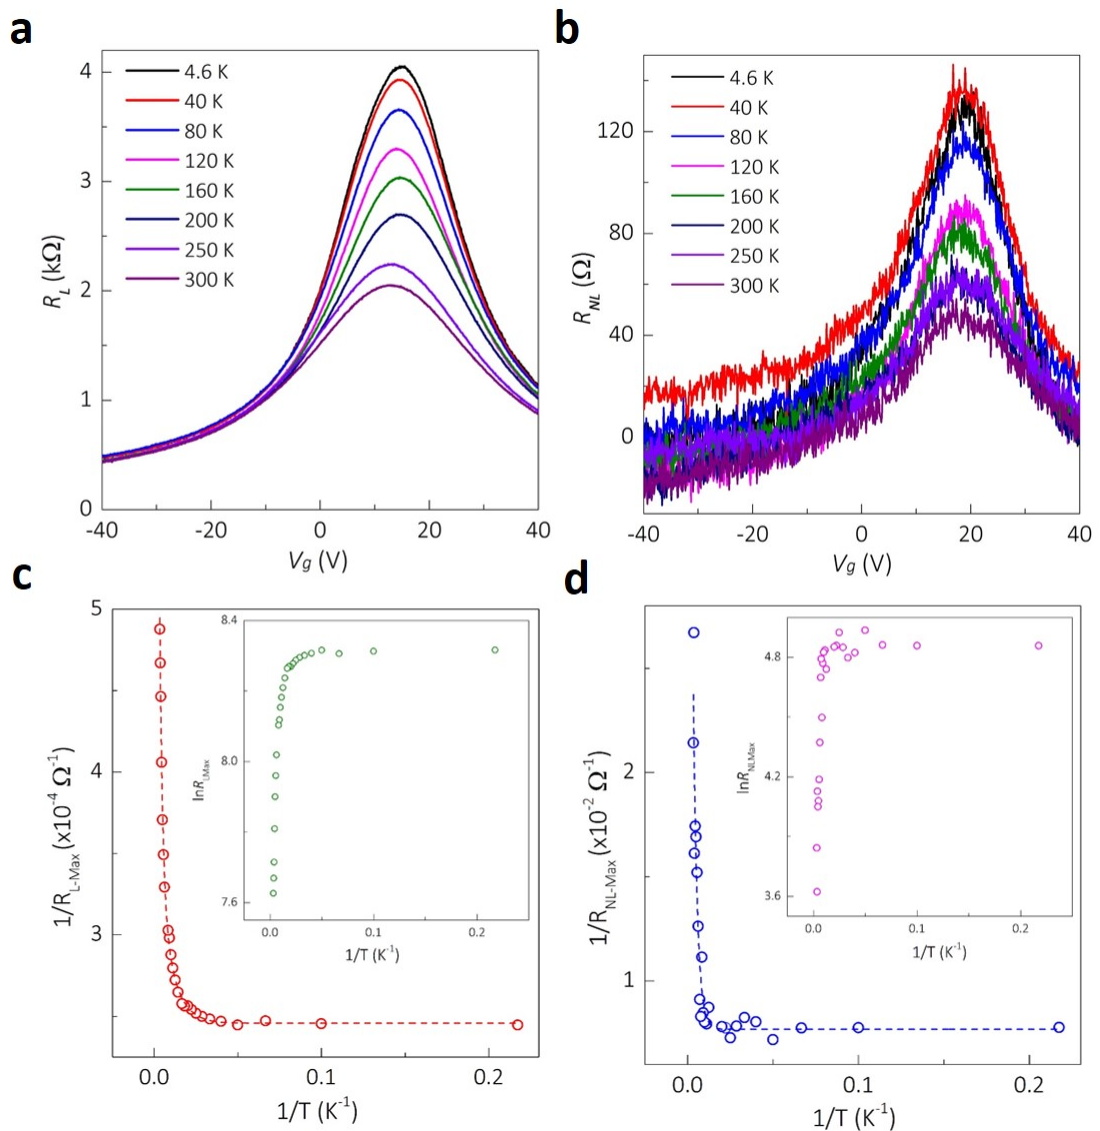 a
4.6 K
40 K
80 K
120 K
160 K
200 K
250 K
300 K
4
3
2
1
0
R_L (kΩ)
-40 -20 0 20 40
V_g (V)
b
4.6 K
40 K
80 K
120 K
160 K
200 K
250 K
300 K
120
80
40
0
R_NL (Ω)
-40 -20 0 20 40
V_g (V)
c
5
4
3
1/R_L-Max (x10^-4 Ω^-1)
0.0 0.1 0.2
1/T (K^-1)
8.4
8.0
7.6
lnR_LMax
0.0 0.1 0.2
1/T (K^-1)
d
2
1
1/R_NL-Max (x10^-2 Ω^-1)
0.0 0.1 0.2
1/T (K^-1)
4.8
4.2
3.6
lnR_NLMax
0.0 0.1 0.2
1/T (K^-1)